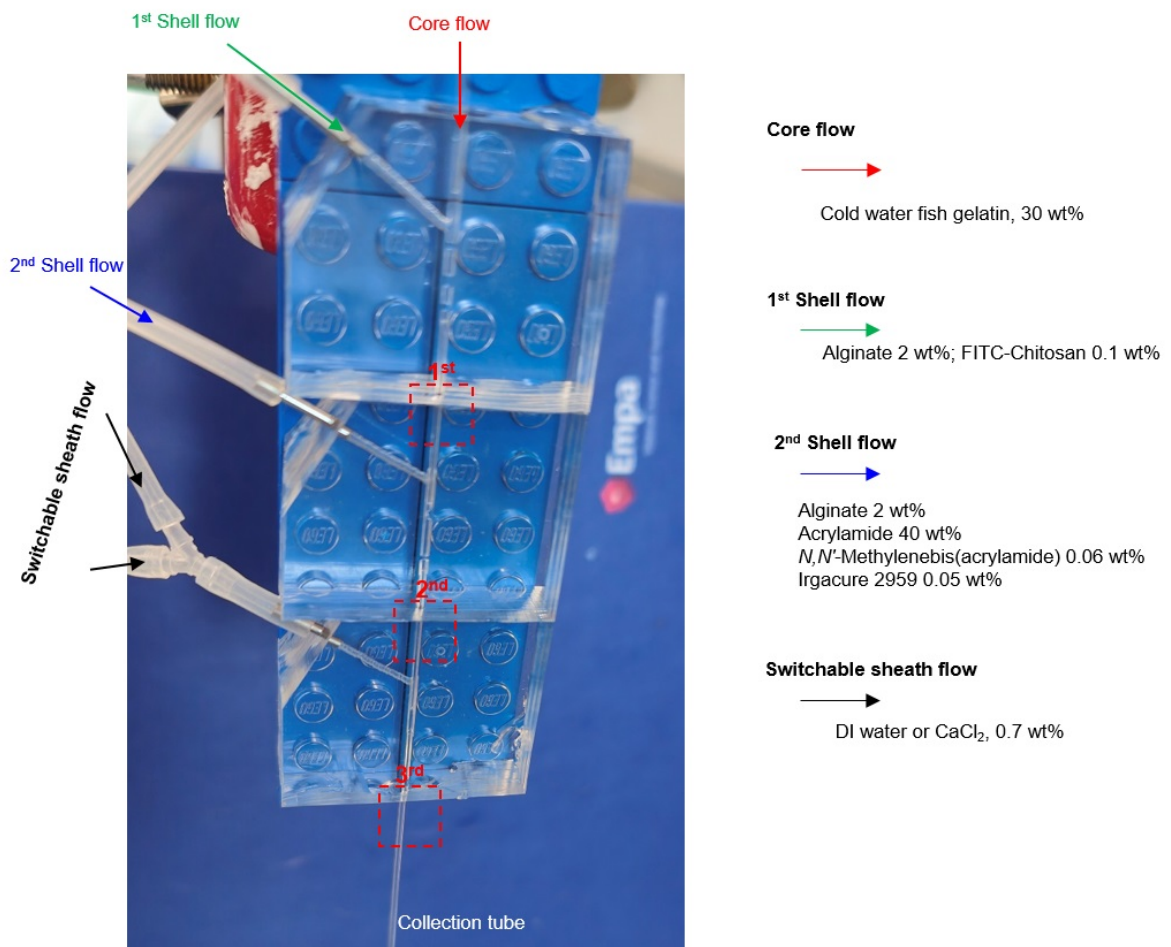 1st Shell flow
Core flow
2nd Shell flow
Switchable sheath flow
1st
2nd
3rd
Empa
LEGO
Collection tube
Core flow
Cold water fish gelatin, 30 wt%
1st Shell flow
Alginate 2 wt%; FITC-Chitosan 0.1 wt%
2nd Shell flow
Alginate 2 wt%
Acrylamide 40 wt%
N,N'-Methylenebis(acrylamide) 0.06 wt%
Irgacure 2959 0.05 wt%
Switchable sheath flow
DI water or CaCl2, 0.7 wt%